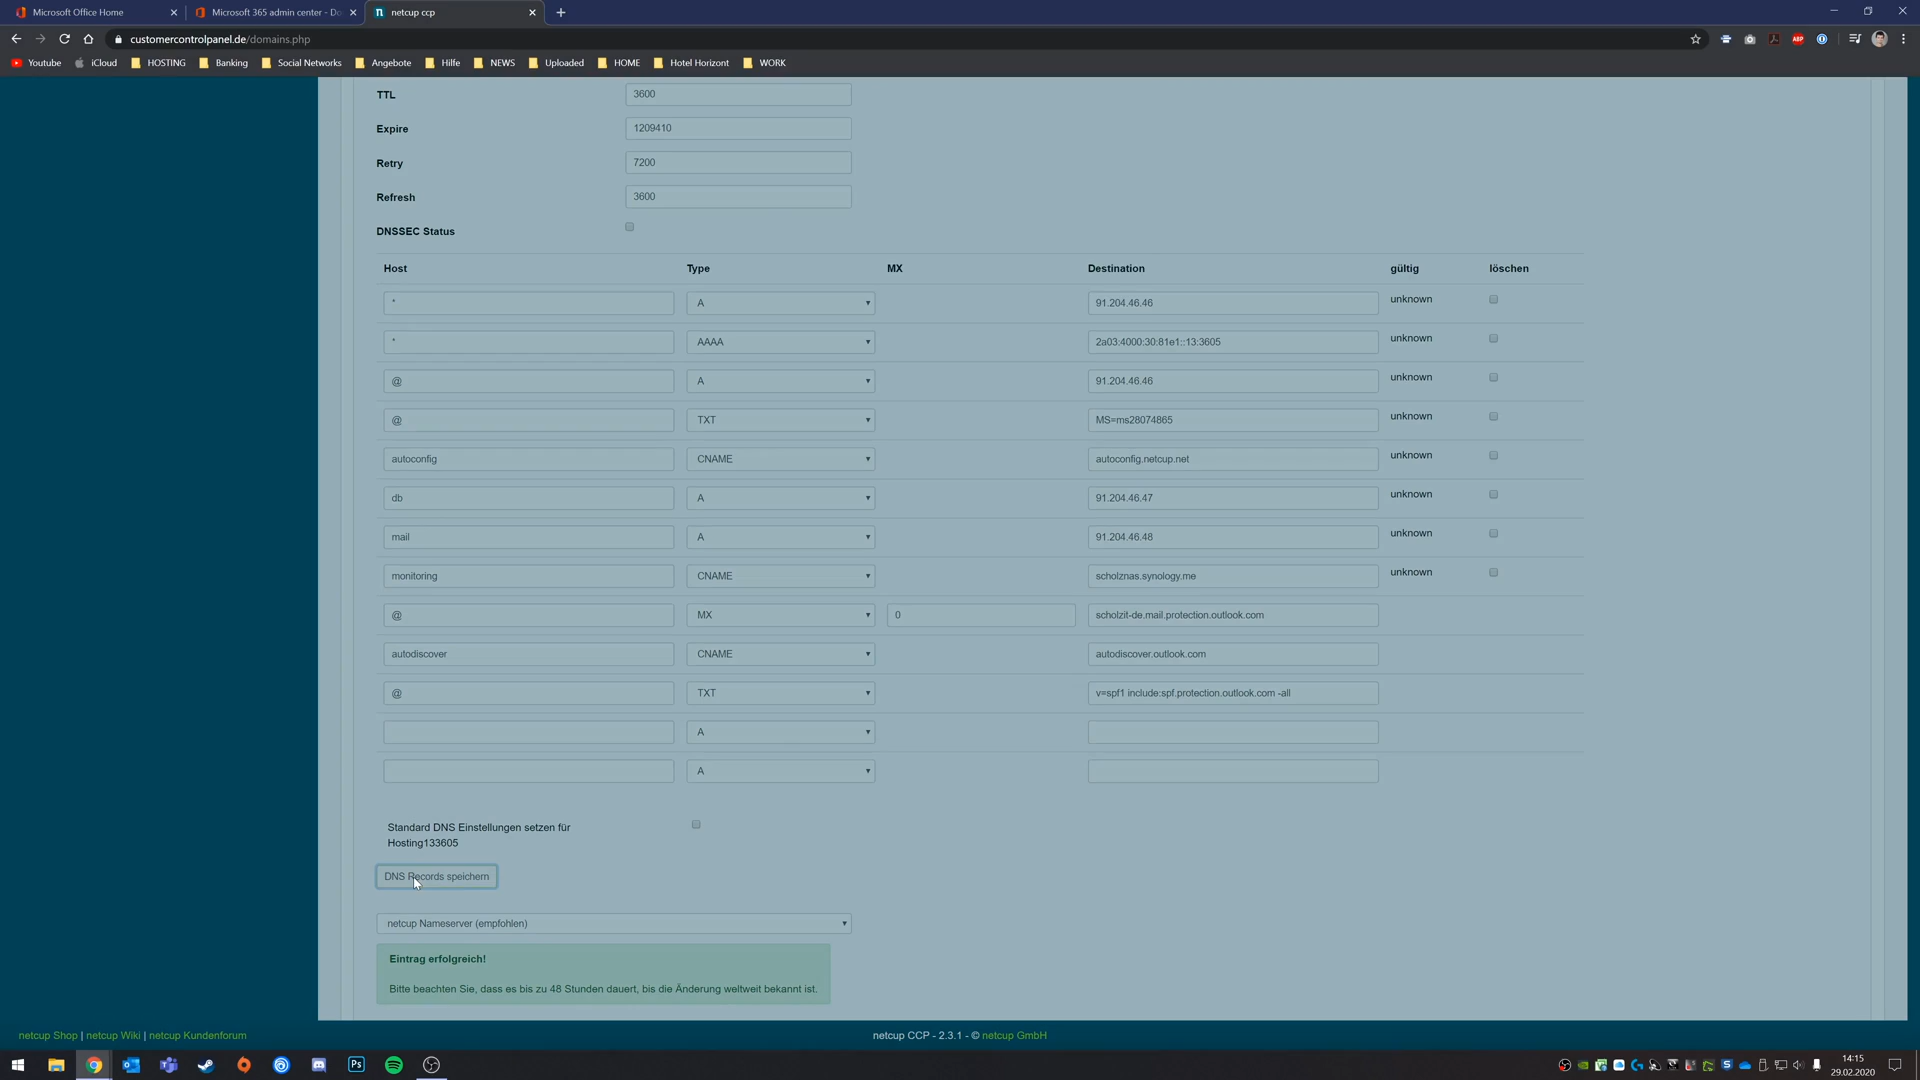 Microsoft Office Home
Microsoft 365 admin center - Do
netcup ccp
customercontrolpanel.de/domains.php
Youtube
iCloud
HOSTING
Banking
Social Networks
Angebote
Hilfe
NEWS
Uploaded
HOME
Hotel Horizont
WORK
TTL 3600
Expire 1209410
Retry 7200
Refresh 3600
DNSSEC Status
Host Type MX Destination gültig löschen
* A 91.204.46.46 unknown
* AAAA 2a03:4000:30:81e1::13:3605 unknown
@ A 91.204.46.46 unknown
@ TXT MS=ms28074865 unknown
autoconfig CNAME autoconfig.netcup.net unknown
db A 91.204.46.47 unknown
mail A 91.204.46.48 unknown
monitoring CNAME scholznas.synology.me unknown
@ MX 0 scholzit-de.mail.protection.outlook.com
autodiscover CNAME autodiscover.outlook.com
@ TXT v=spf1 include:spf.protection.outlook.com -all
A
A
Standard DNS Einstellungen setzen für
Hosting133605
DNS Records speichern
netcup Nameserver (empfohlen)
Eintrag erfolgreich!
Bitte beachten Sie, dass es bis zu 48 Stunden dauert, bis die Änderung weltweit bekannt ist.
netcup Shop | netcup Wiki | netcup Kundenforum
netcup CCP - 2.3.1 - © netcup GmbH
Ps
14:15
29.02.2020